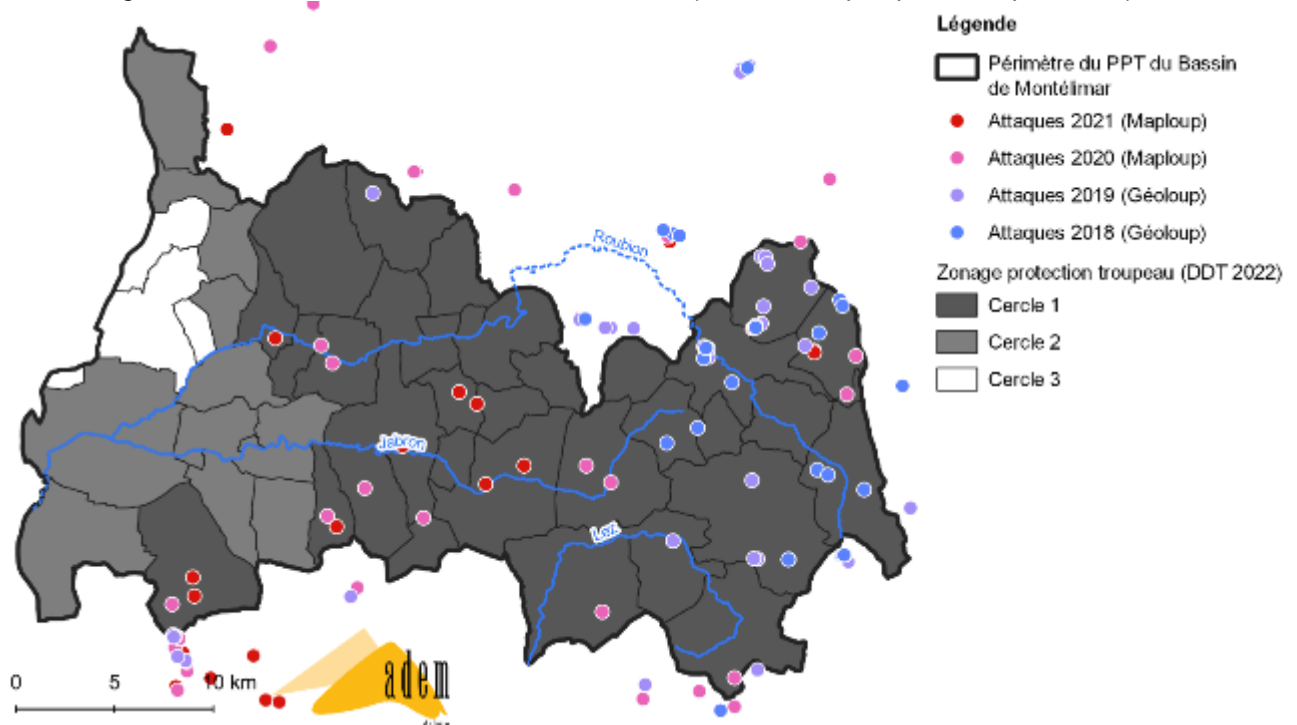 Légende
Périmètre du PPT du Bassin
de Montélimar
Attaques 2021 (Maploup)
Attaques 2020 (Maploup)
Attaques 2019 (Géoloup)
Attaques 2018 (Géoloup)
Zonage protection troupeau (DDT 2022)
Cercle 1
Cercle 2
Cercle 3
Roubion
Jabron
Lez
0 5 10 km
adem